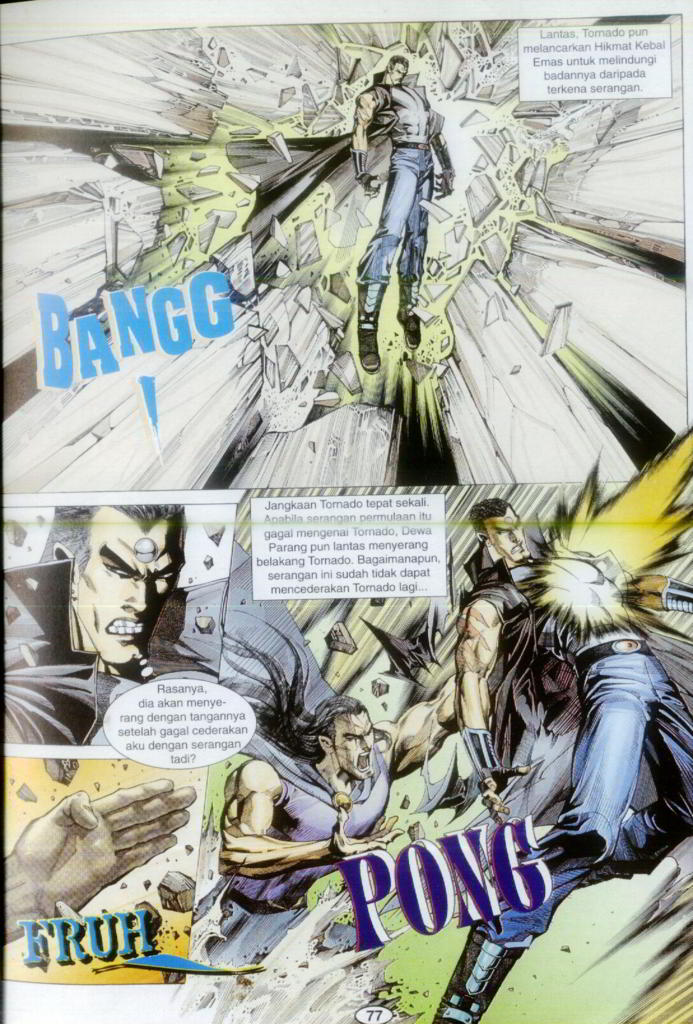 Lantas, Tornado pun
melancarkan Hikmat Kebal
Emas untuk melindungi
badannya daripada
terkena serangan.
BANGG
!
Jangkaan Tornado tepat sekali.
Apabila serangan permulaan itu
gagal mengenai Tornado, Dewa
Parang pun lantas menyerang
belakang Tornado. Bagaimanapun,
serangan ini sudah tidak dapat
mencederakan Tornado lagi...
Rasanya,
dia akan menye-
rang dengan tangannya
setelah gagal cederakan
aku dengan serangan
tadi?
FRUH
PONG
77